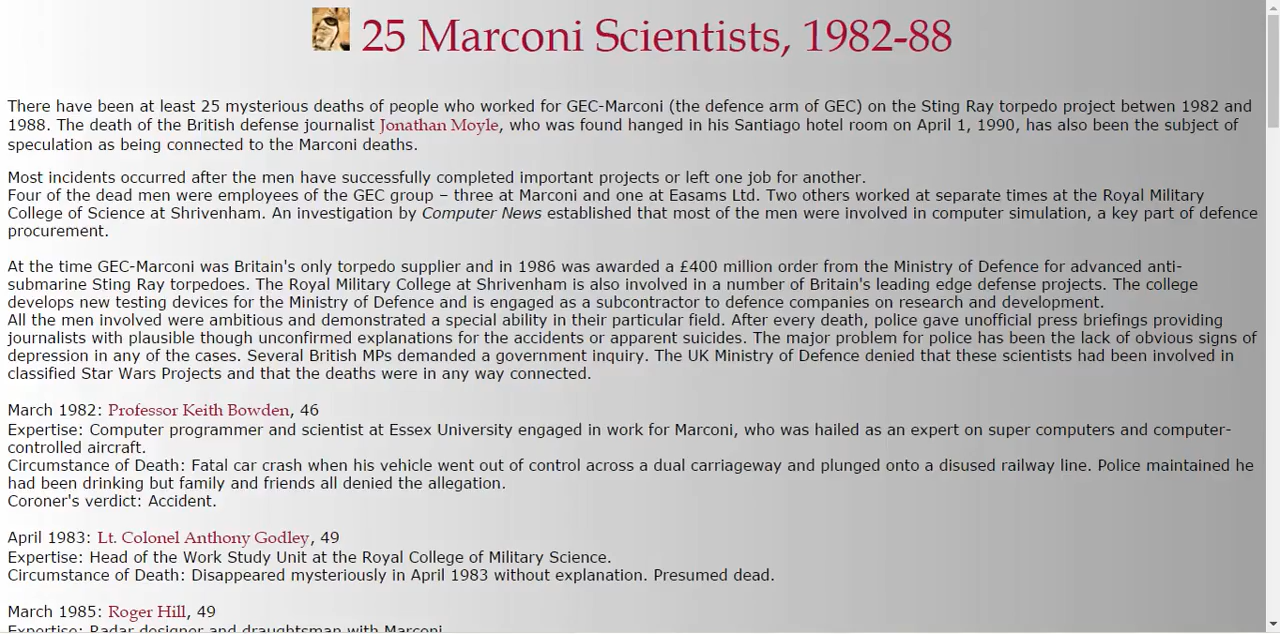 25 Marconi Scientists, 1982-88
There have been at least 25 mysterious deaths of people who worked for GEC-Marconi (the defence arm of GEC) on the Sting Ray torpedo project betwen 1982 and
1988. The death of the British defense journalist Jonathan Moyle, who was found hanged in his Santiago hotel room on April 1, 1990, has also been the subject of
speculation as being connected to the Marconi deaths.
Most incidents occurred after the men have successfully completed important projects or left one job for another.
Four of the dead men were employees of the GEC group – three at Marconi and one at Easams Ltd. Two others worked at separate times at the Royal Military
College of Science at Shrivenham. An investigation by Computer News established that most of the men were involved in computer simulation, a key part of defence
procurement.
At the time GEC-Marconi was Britain's only torpedo supplier and in 1986 was awarded a £400 million order from the Ministry of Defence for advanced anti-
submarine Sting Ray torpedoes. The Royal Military College at Shrivenham is also involved in a number of Britain's leading edge defense projects. The college
develops new testing devices for the Ministry of Defence and is engaged as a subcontractor to defence companies on research and development.
All the men involved were ambitious and demonstrated a special ability in their particular field. After every death, police gave unofficial press briefings providing
journalists with plausible though unconfirmed explanations for the accidents or apparent suicides. The major problem for police has been the lack of obvious signs of
depression in any of the cases. Several British MPs demanded a government inquiry. The UK Ministry of Defence denied that these scientists had been involved in
classified Star Wars Projects and that the deaths were in any way connected.
March 1982: Professor Keith Bowden, 46
Expertise: Computer programmer and scientist at Essex University engaged in work for Marconi, who was hailed as an expert on super computers and computer-
controlled aircraft.
Circumstance of Death: Fatal car crash when his vehicle went out of control across a dual carriageway and plunged onto a disused railway line. Police maintained he
had been drinking but family and friends all denied the allegation.
Coroner's verdict: Accident.
April 1983: Lt. Colonel Anthony Godley, 49
Expertise: Head of the Work Study Unit at the Royal College of Military Science.
Circumstance of Death: Disappeared mysteriously in April 1983 without explanation. Presumed dead.
March 1985: Roger Hill, 49
Expertise: Radar designer and draughtsman with Marconi.